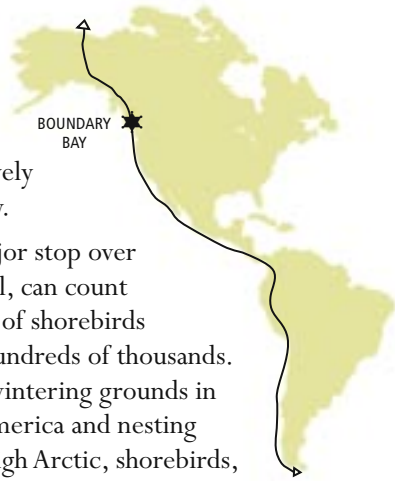 BOUNDARY
BAY
jor stop over
l, can count
of shorebirds
undreds of thousands.
wintering grounds in
merica and nesting
gh Arctic, shorebirds,